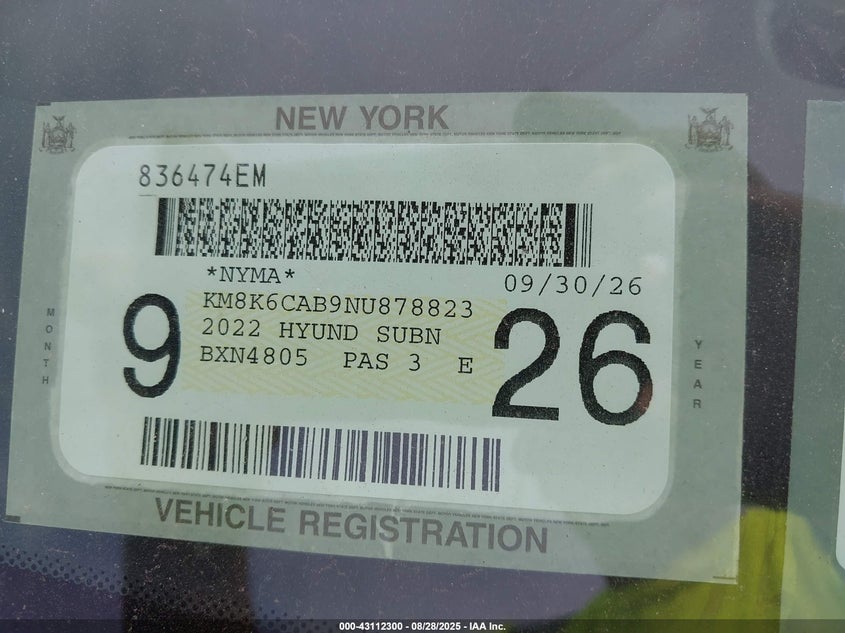 NEW YORK
836474EM
*NYMA*
09/30/26
KM8K6CAB9NU878823
2022 HYUND SUBN
BXN4805 PAS 3 E
9
26
MONTH
YEAR
VEHICLE REGISTRATION
000-43112300 - 08/28/2025 - IAA Inc.